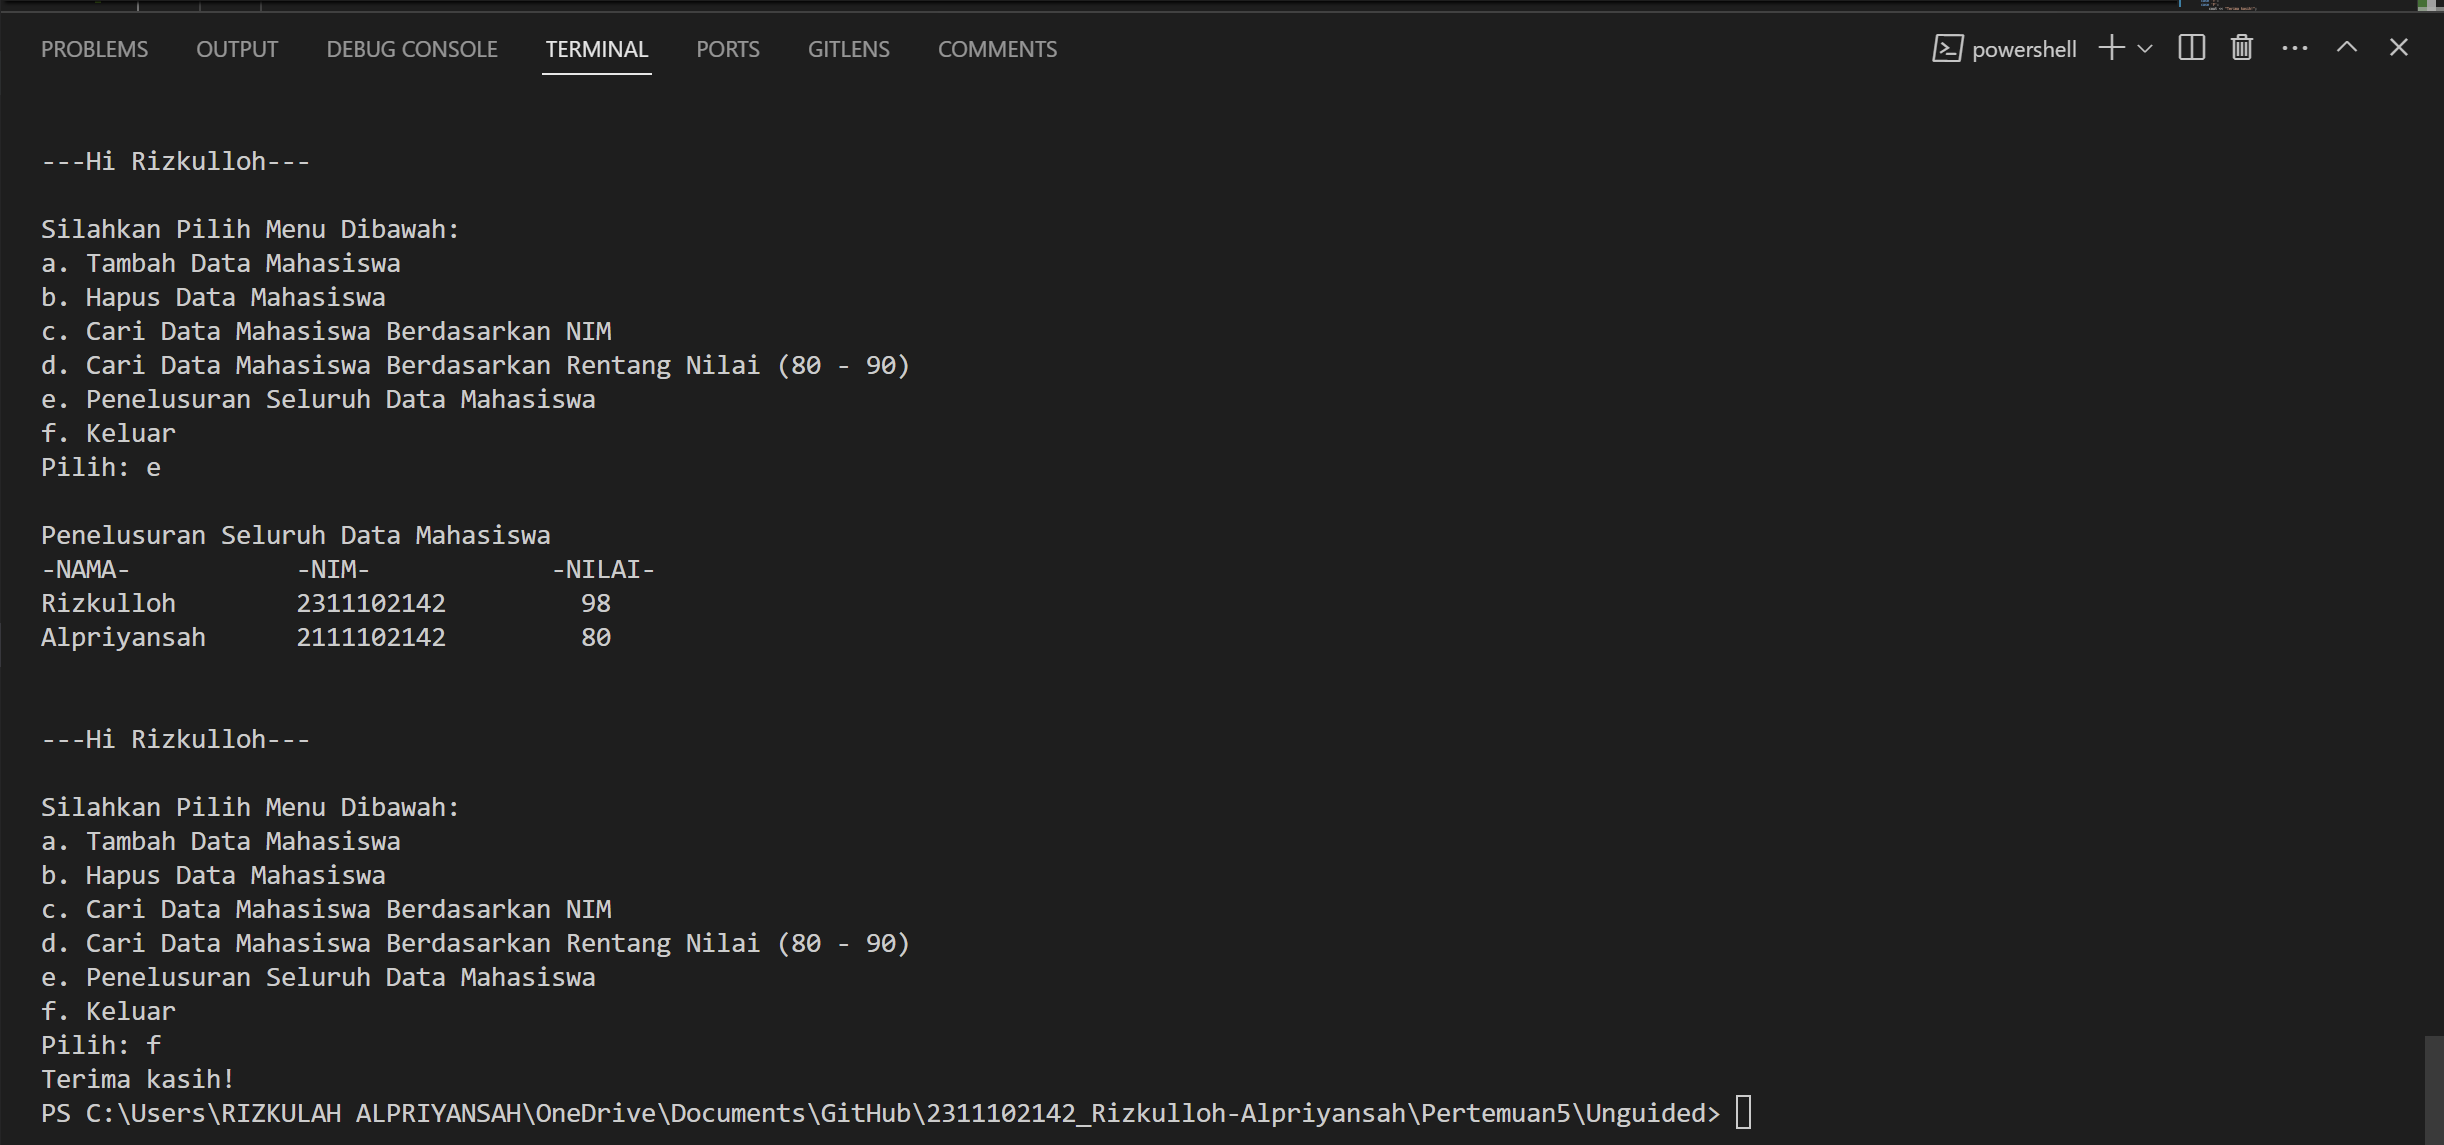 PROBLEMS OUTPUT DEBUG CONSOLE TERMINAL PORTS GITLENS COMMENTS powershell
---Hi Rizkulloh---
Silahkan Pilih Menu Dibawah:
a. Tambah Data Mahasiswa
b. Hapus Data Mahasiswa
c. Cari Data Mahasiswa Berdasarkan NIM
d. Cari Data Mahasiswa Berdasarkan Rentang Nilai (80 - 90)
e. Penelusuran Seluruh Data Mahasiswa
f. Keluar
Pilih: e
Penelusuran Seluruh Data Mahasiswa
-NAMA- -NIM- -NILAI-
Rizkulloh 2311102142 98
Alpriyansah 2111102142 80
---Hi Rizkulloh---
Silahkan Pilih Menu Dibawah:
a. Tambah Data Mahasiswa
b. Hapus Data Mahasiswa
c. Cari Data Mahasiswa Berdasarkan NIM
d. Cari Data Mahasiswa Berdasarkan Rentang Nilai (80 - 90)
e. Penelusuran Seluruh Data Mahasiswa
f. Keluar
Pilih: f
Terima kasih!
PS C:\Users\RIZKULAH ALPRIYANSAH\OneDrive\Documents\GitHub\2311102142_Rizkulloh-Alpriyansah\Pertemuan5\Unguided>